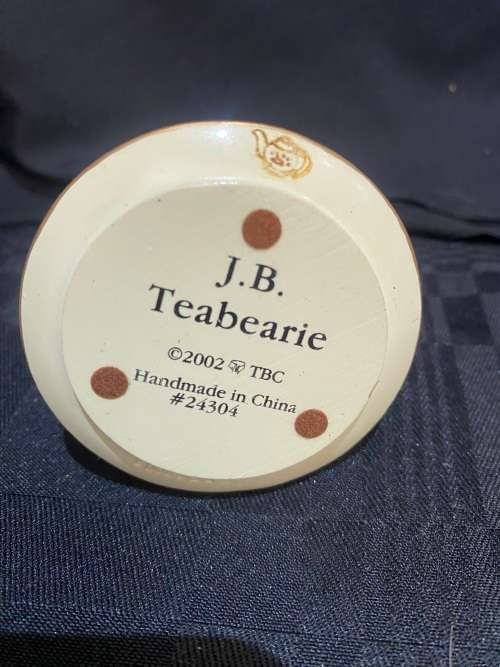 J.B.
Teabearie
©2002 TBC
Handmade in China
#24304